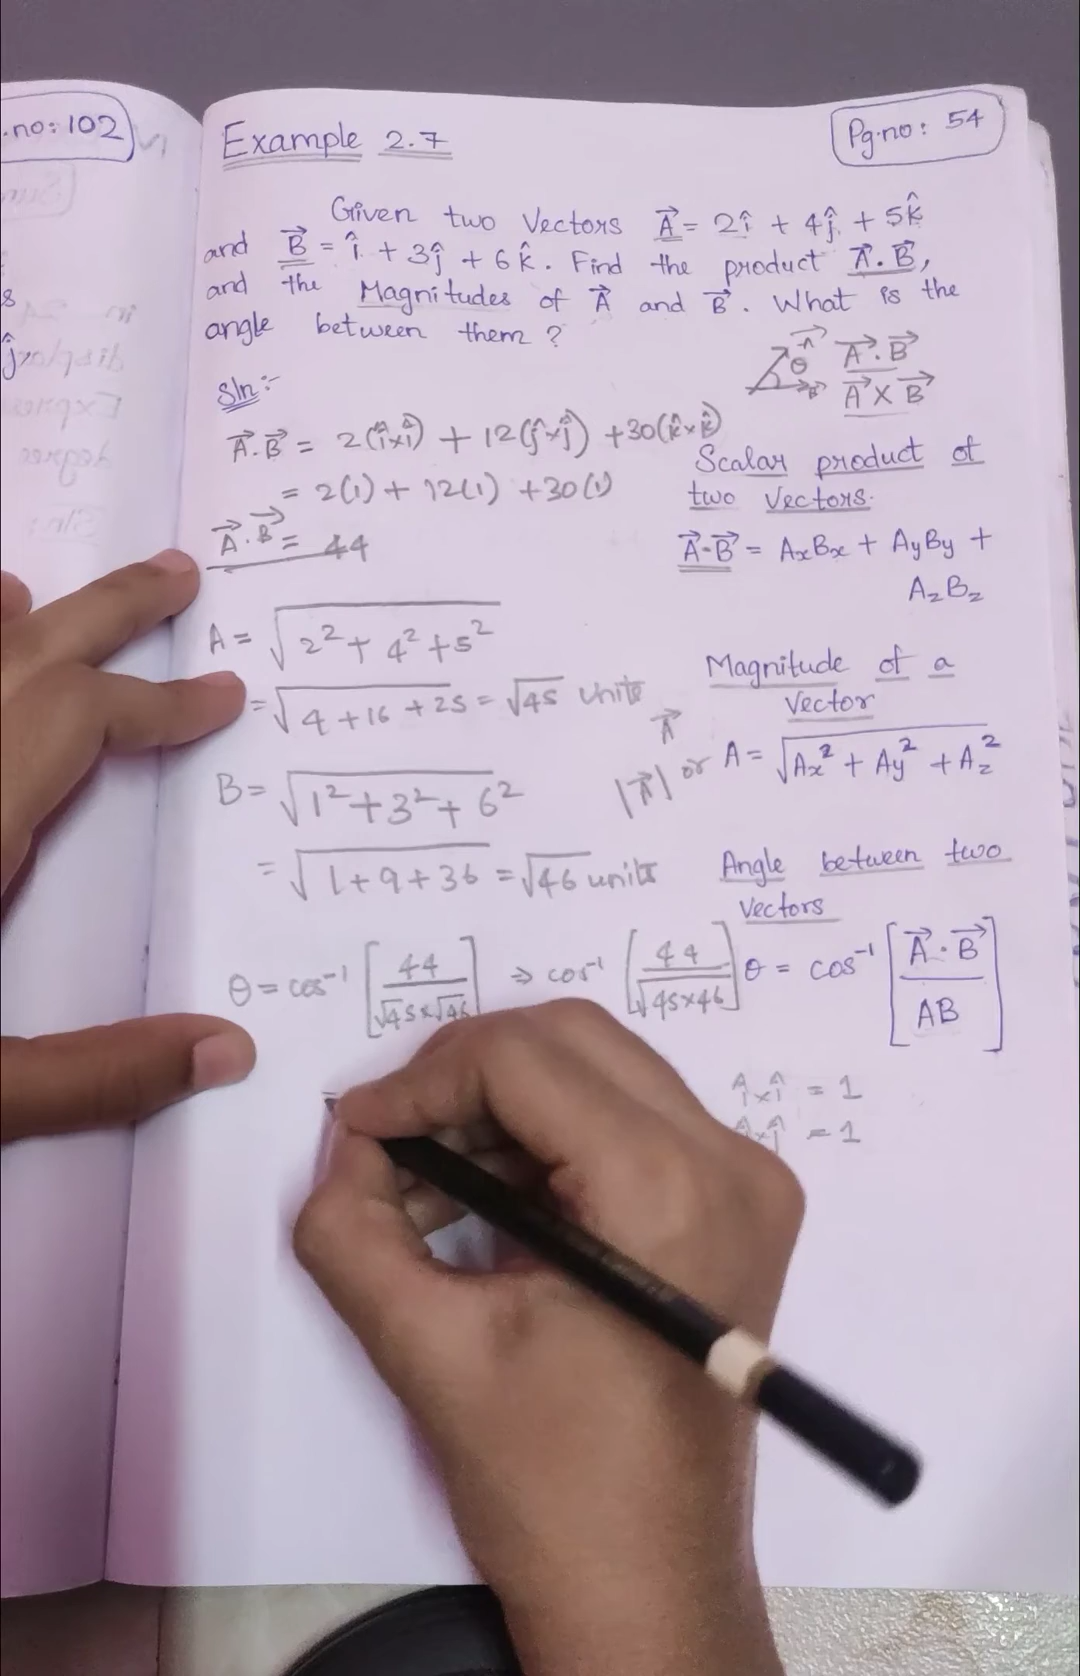 .no: 102
Example 2.7
Pg.no: 54
Given two Vectors A⃗ = 2î + 4ĵ + 5k̂
and B⃗ = î + 3ĵ + 6k̂. Find the product A⃗.B⃗,
and the Magnitudes of A⃗ and B⃗. What is the
angle between them?
θ A⃗.B⃗
A⃗ X B⃗
Sln:-
A⃗.B⃗ = 2(î×î) + 12(ĵ×ĵ) +30(k̂×k̂)
= 2(1) + 12(1) +30(1)
A⃗.B⃗ = 44
Scalar product of
two Vectors.
A⃗.B⃗ = AxBx + AyBy +
AzBz
A = √2² + 4² + 5²
= √4 + 16 + 25 = √45 units
Magnitude of a
Vector
A⃗
|A⃗| or A = √Ax² + Ay² + Az²
B = √1² + 3² + 6²
= √1 + 9 + 36 = √46 units
Angle between two
Vectors
θ = cos⁻¹ [44/√45×√46] ⇒ cos⁻¹ [44/√45×46]
θ = cos⁻¹ [A⃗.B⃗/AB]
î×î = 1
ĵ×ĵ = 1